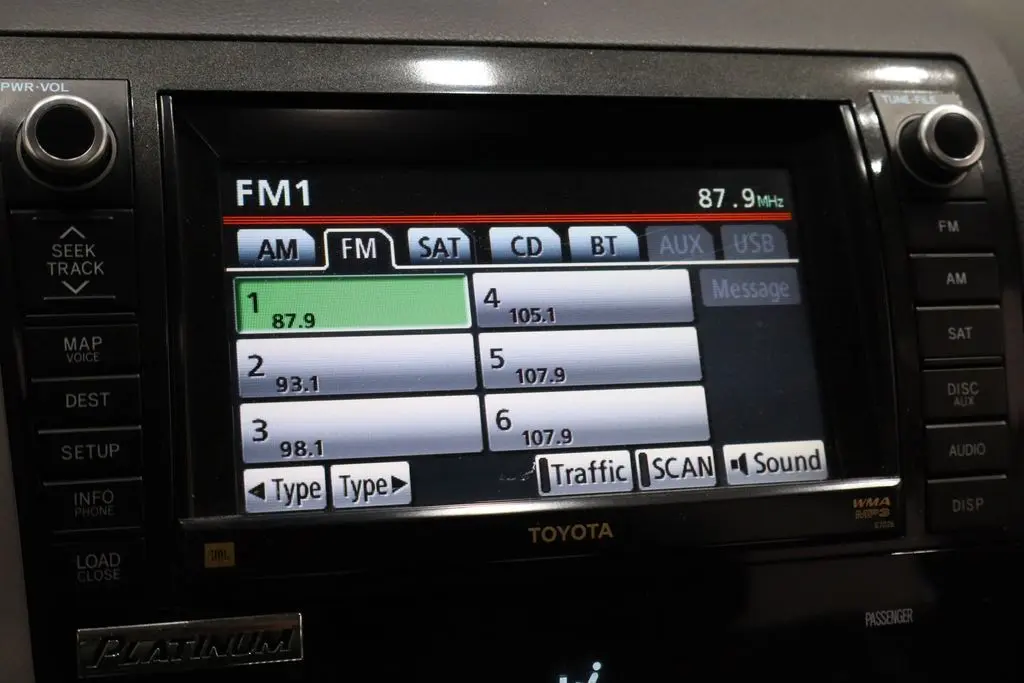 PWR·VOL
TUNE·FILE
SEEK
TRACK
MAP
VOICE
DEST
SETUP
INFO
PHONE
LOAD
CLOSE
FM1
87.9MHz
AM FM SAT CD BT AUX USB
1 87.9
4 105.1
Message
2 93.1
5 107.9
3 98.1
6 107.9
◀ Type Type▶ Traffic SCAN Sound
FM
AM
SAT
DISC
AUX
AUDIO
DISP
JBL
TOYOTA
WMA
MP3
PLATINUM
PASSENGER